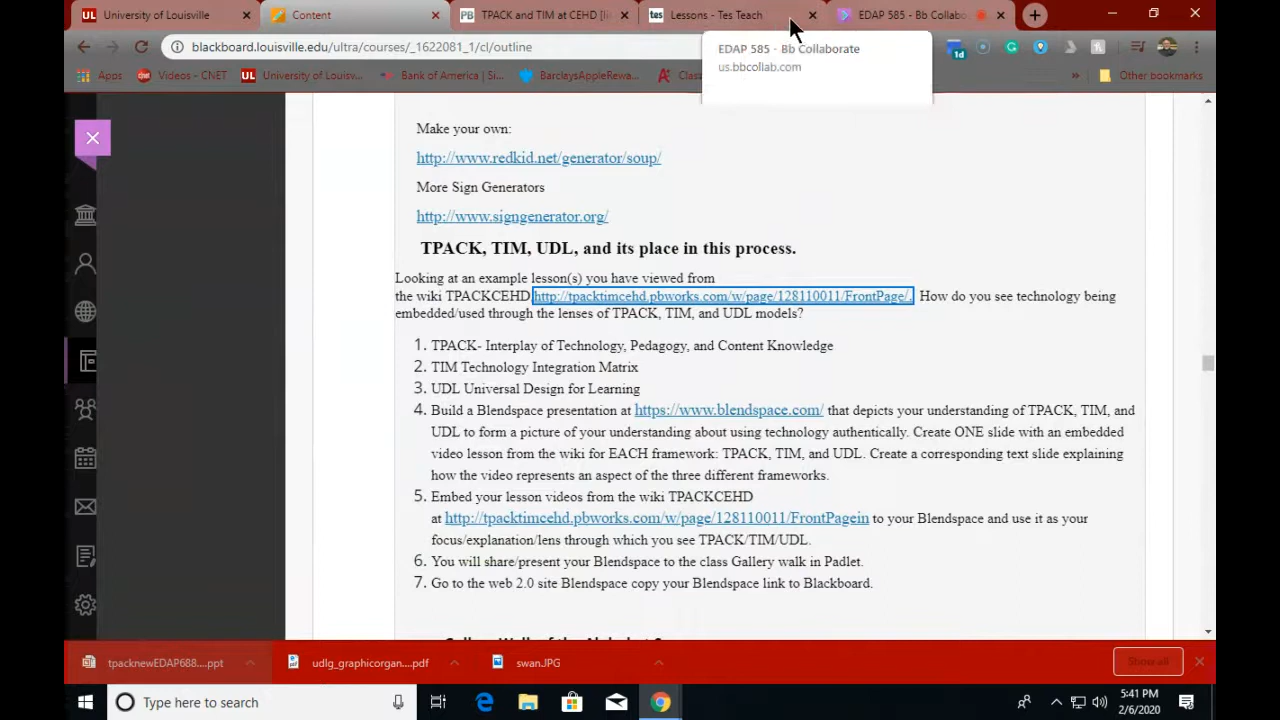 University of Louisville
Content
TPACK and TIM at CEHD [li
Lessons - Tes Teach
EDAP 585 - Bb Collabo
blackboard.louisville.edu/ultra/courses/_1622081_1/cl/outline
EDAP 585 - Bb Collaborate
us.bbcollab.com
1d
Apps
Videos - CNET
University of Louisville...
Bank of America | Si...
BarclaysAppleRewa...
Class
»
Other bookmarks
Make your own:
http://www.redkid.net/generator/soup/
More Sign Generators
http://www.signgenerator.org/
TPACK, TIM, UDL, and its place in this process.
Looking at an example lesson(s) you have viewed from
the wiki TPACKCEHD http://tpacktimcehd.pbworks.com/w/page/128110011/FrontPage/. How do you see technology being
embedded/used through the lenses of TPACK, TIM, and UDL models?
1. TPACK- Interplay of Technology, Pedagogy, and Content Knowledge
2. TIM Technology Integration Matrix
3. UDL Universal Design for Learning
4. Build a Blendspace presentation at https://www.blendspace.com/ that depicts your understanding of TPACK, TIM, and
UDL to form a picture of your understanding about using technology authentically. Create ONE slide with an embedded
video lesson from the wiki for EACH framework: TPACK, TIM, and UDL. Create a corresponding text slide explaining
how the video represents an aspect of the three different frameworks.
5. Embed your lesson videos from the wiki TPACKCEHD
at http://tpacktimcehd.pbworks.com/w/page/128110011/FrontPagein to your Blendspace and use it as your
focus/explanation/lens through which you see TPACK/TIM/UDL.
6. You will share/present your Blendspace to the class Gallery walk in Padlet.
7. Go to the web 2.0 site Blendspace copy your Blendspace link to Blackboard.
tpacknewEDAP688....ppt
udlg_graphicorgan....pdf
swan.JPG
Show all
Type here to search
5:41 PM
2/6/2020